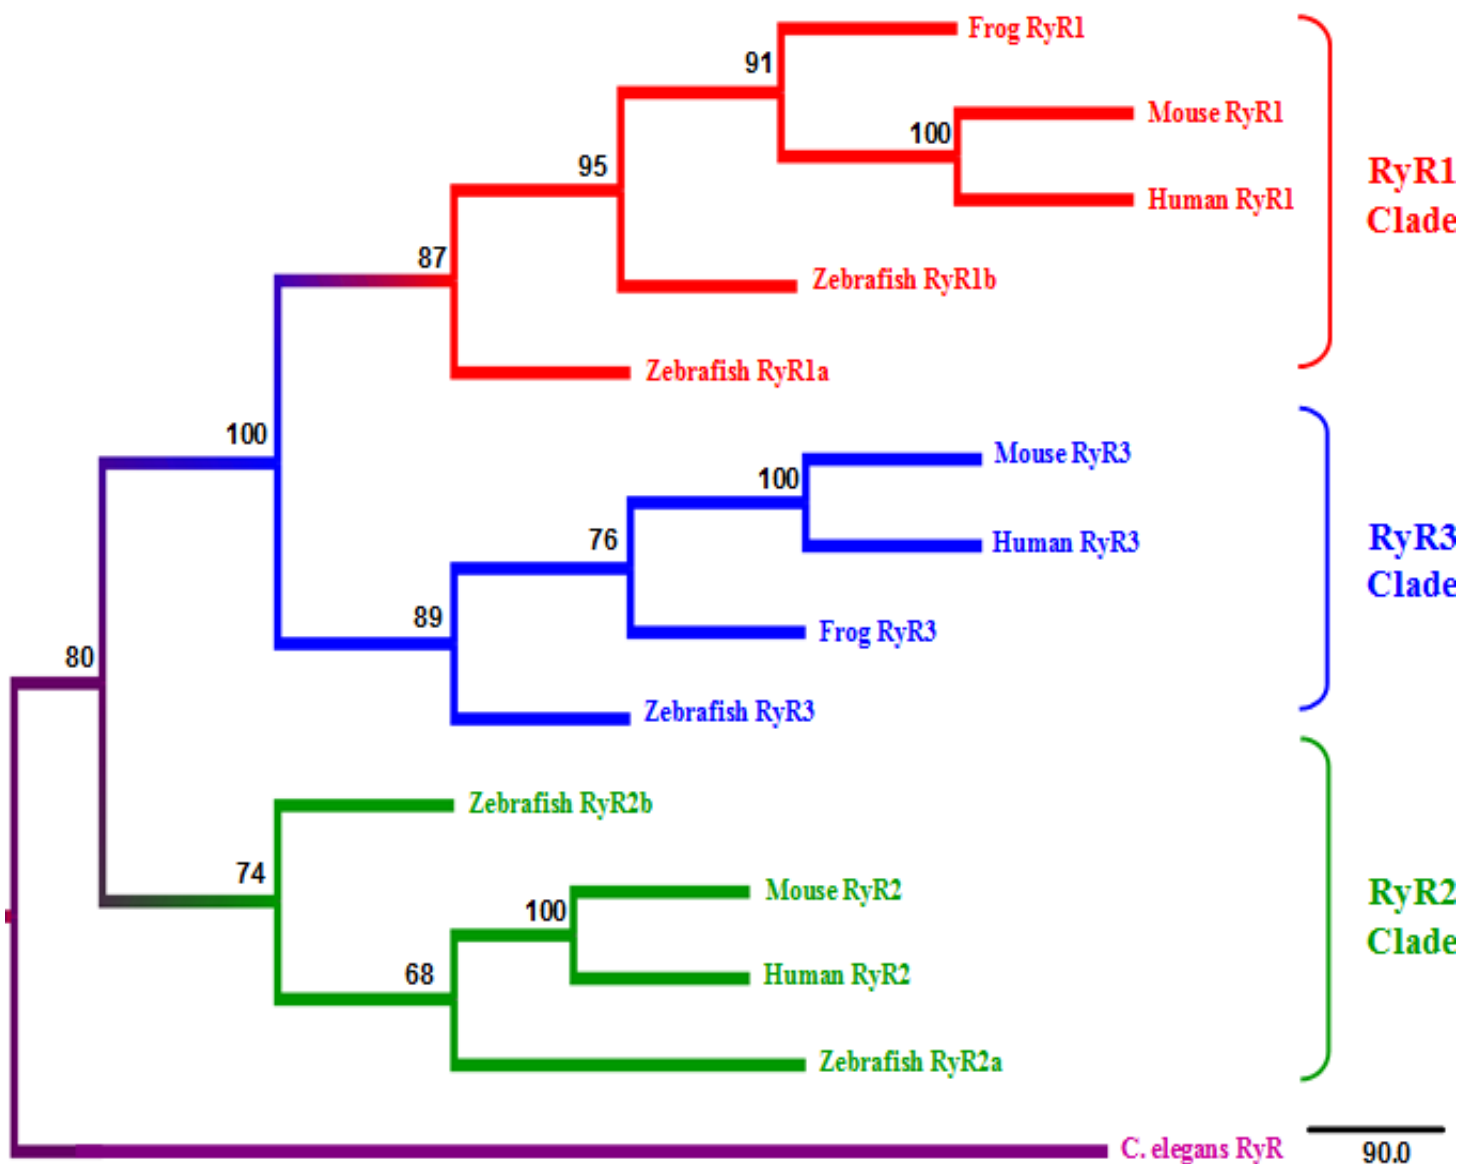 Frog RyR1
91
Mouse RyR1
100
RyR1
Clade
95
Human RyR1
87
Zebrafish RyR1b
Zebrafish RyR1a
100
Mouse RyR3
100
RyR3
Clade
76
Human RyR3
89
Frog RyR3
80
Zebrafish RyR3
Zebrafish RyR2b
74
Mouse RyR2
RyR2
Clade
100
68
Human RyR2
Zebrafish RyR2a
C. elegans RyR
90.0